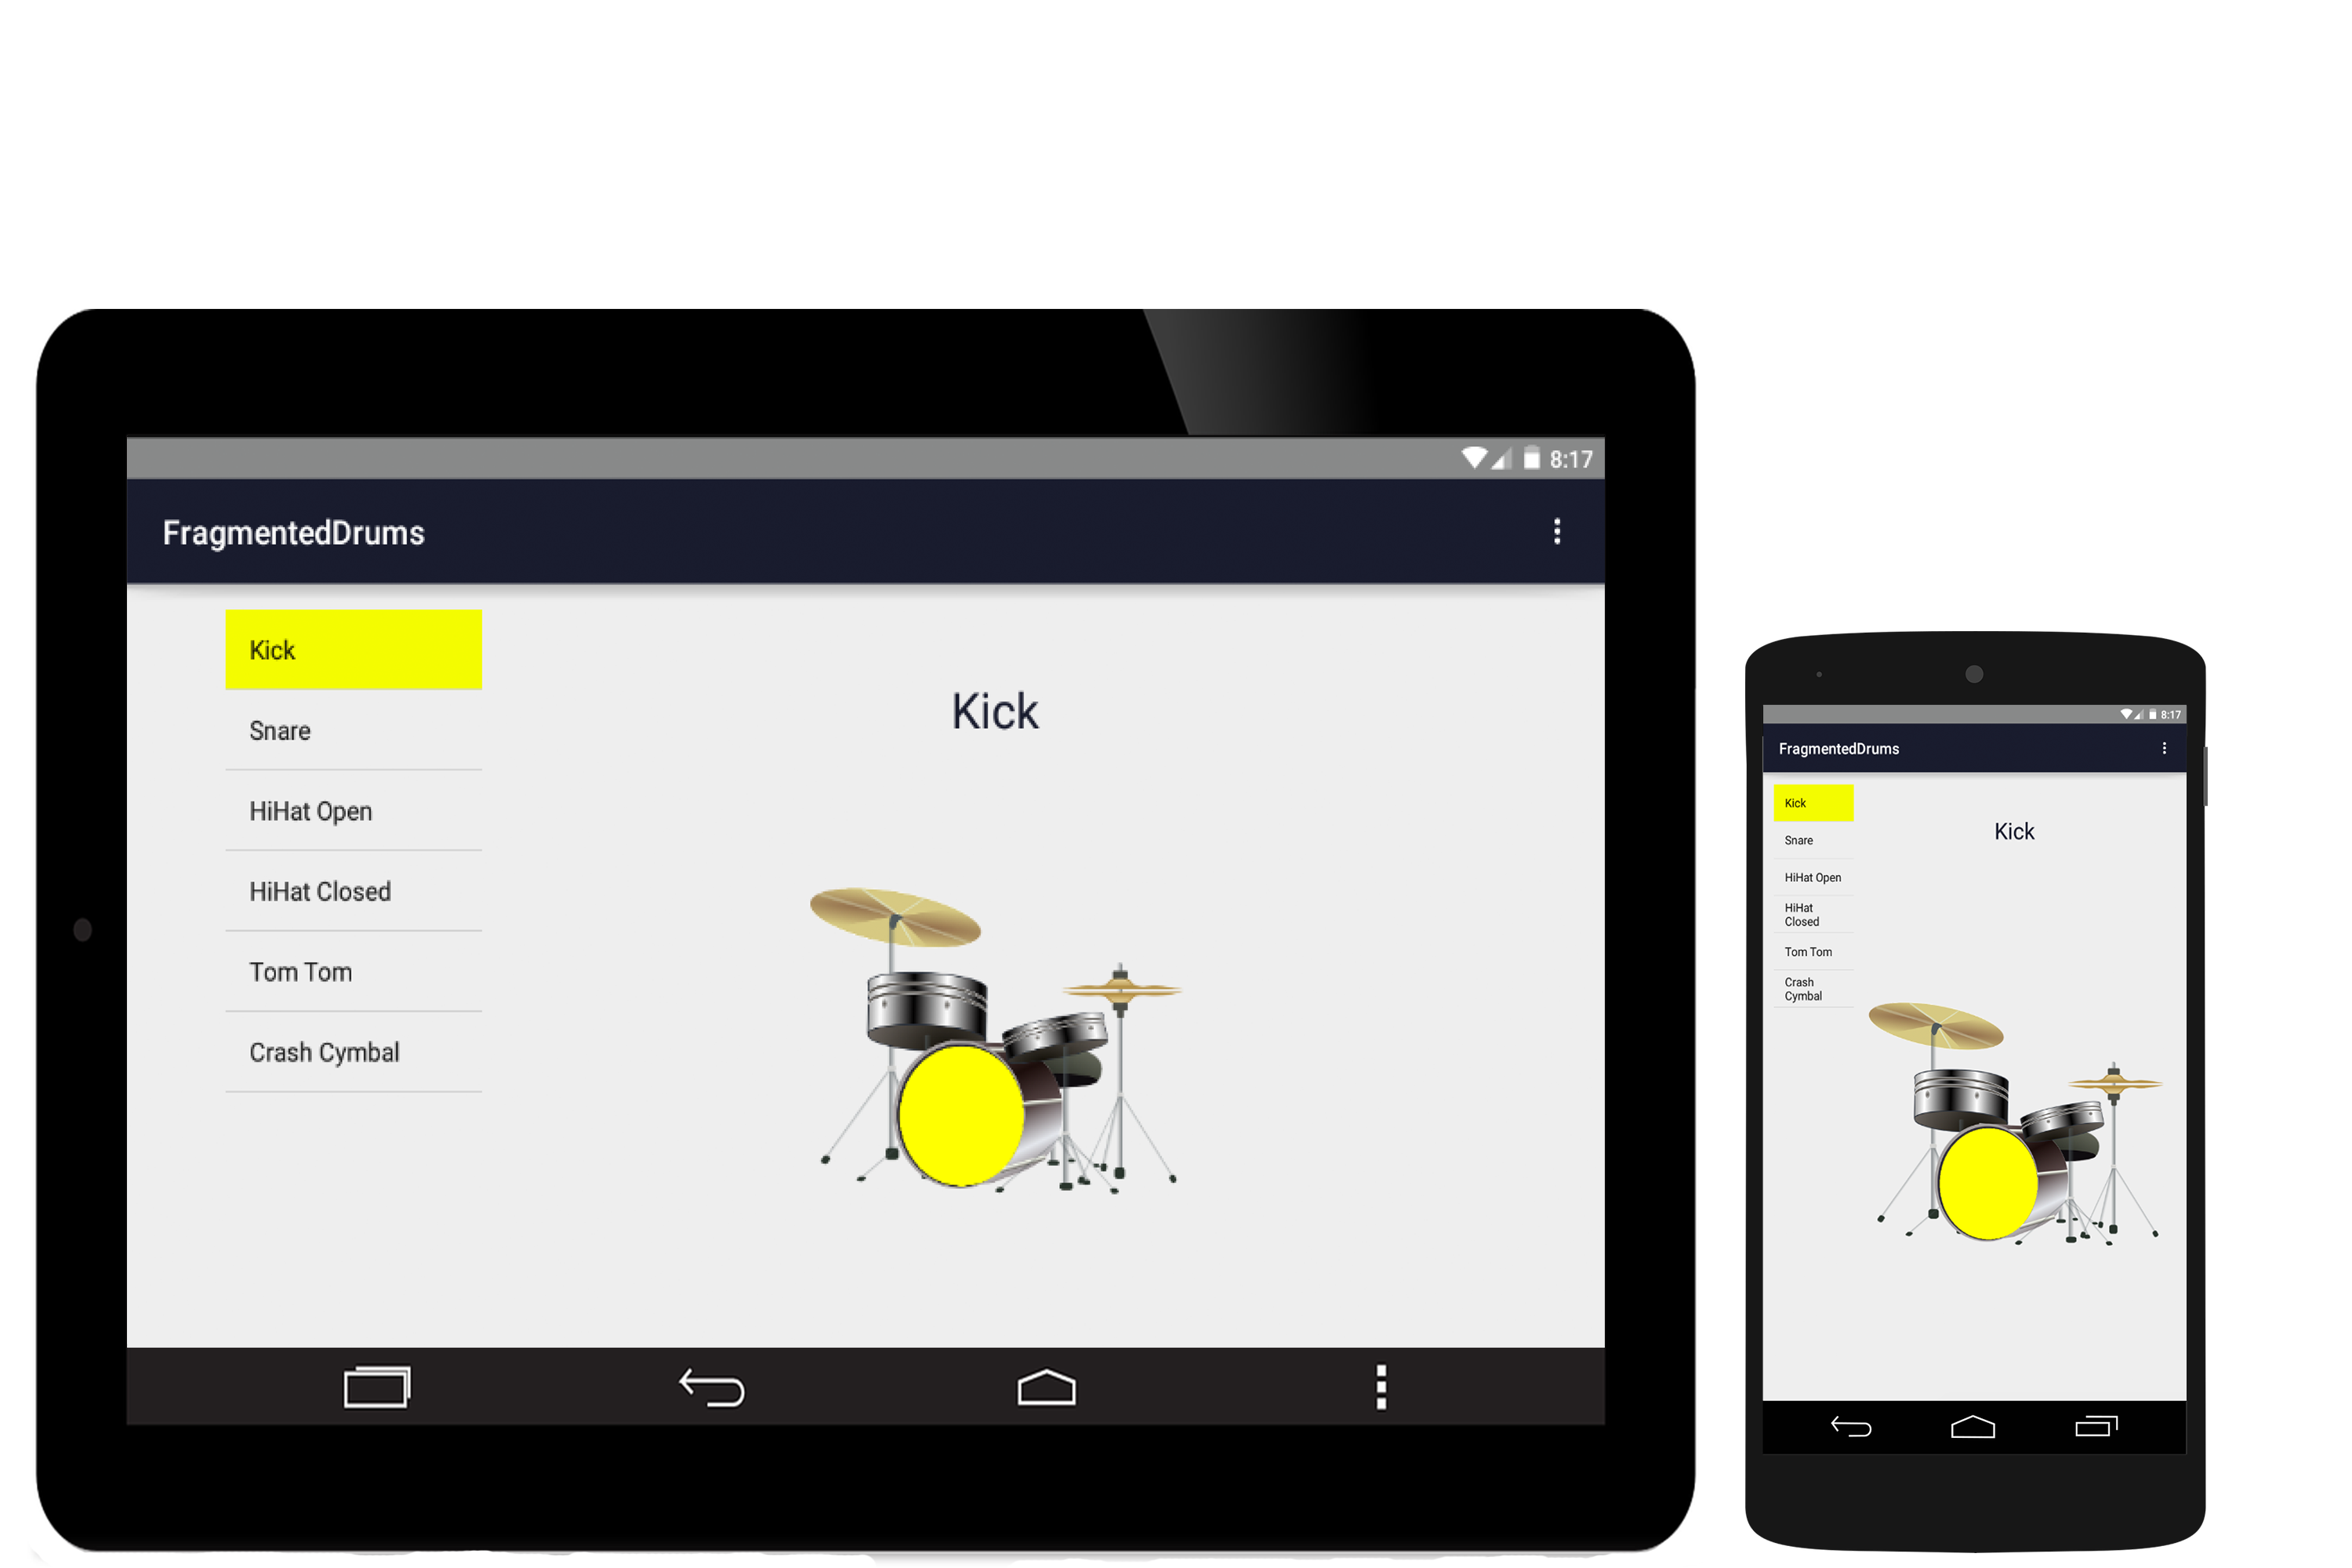 8:17
FragmentedDrums
Kick
Snare
HiHat Open
HiHat Closed
Tom Tom
Crash Cymbal
Kick
8:17
FragmentedDrums
Kick
Snare
HiHat Open
HiHat
Closed
Tom Tom
Crash
Cymbal
Kick